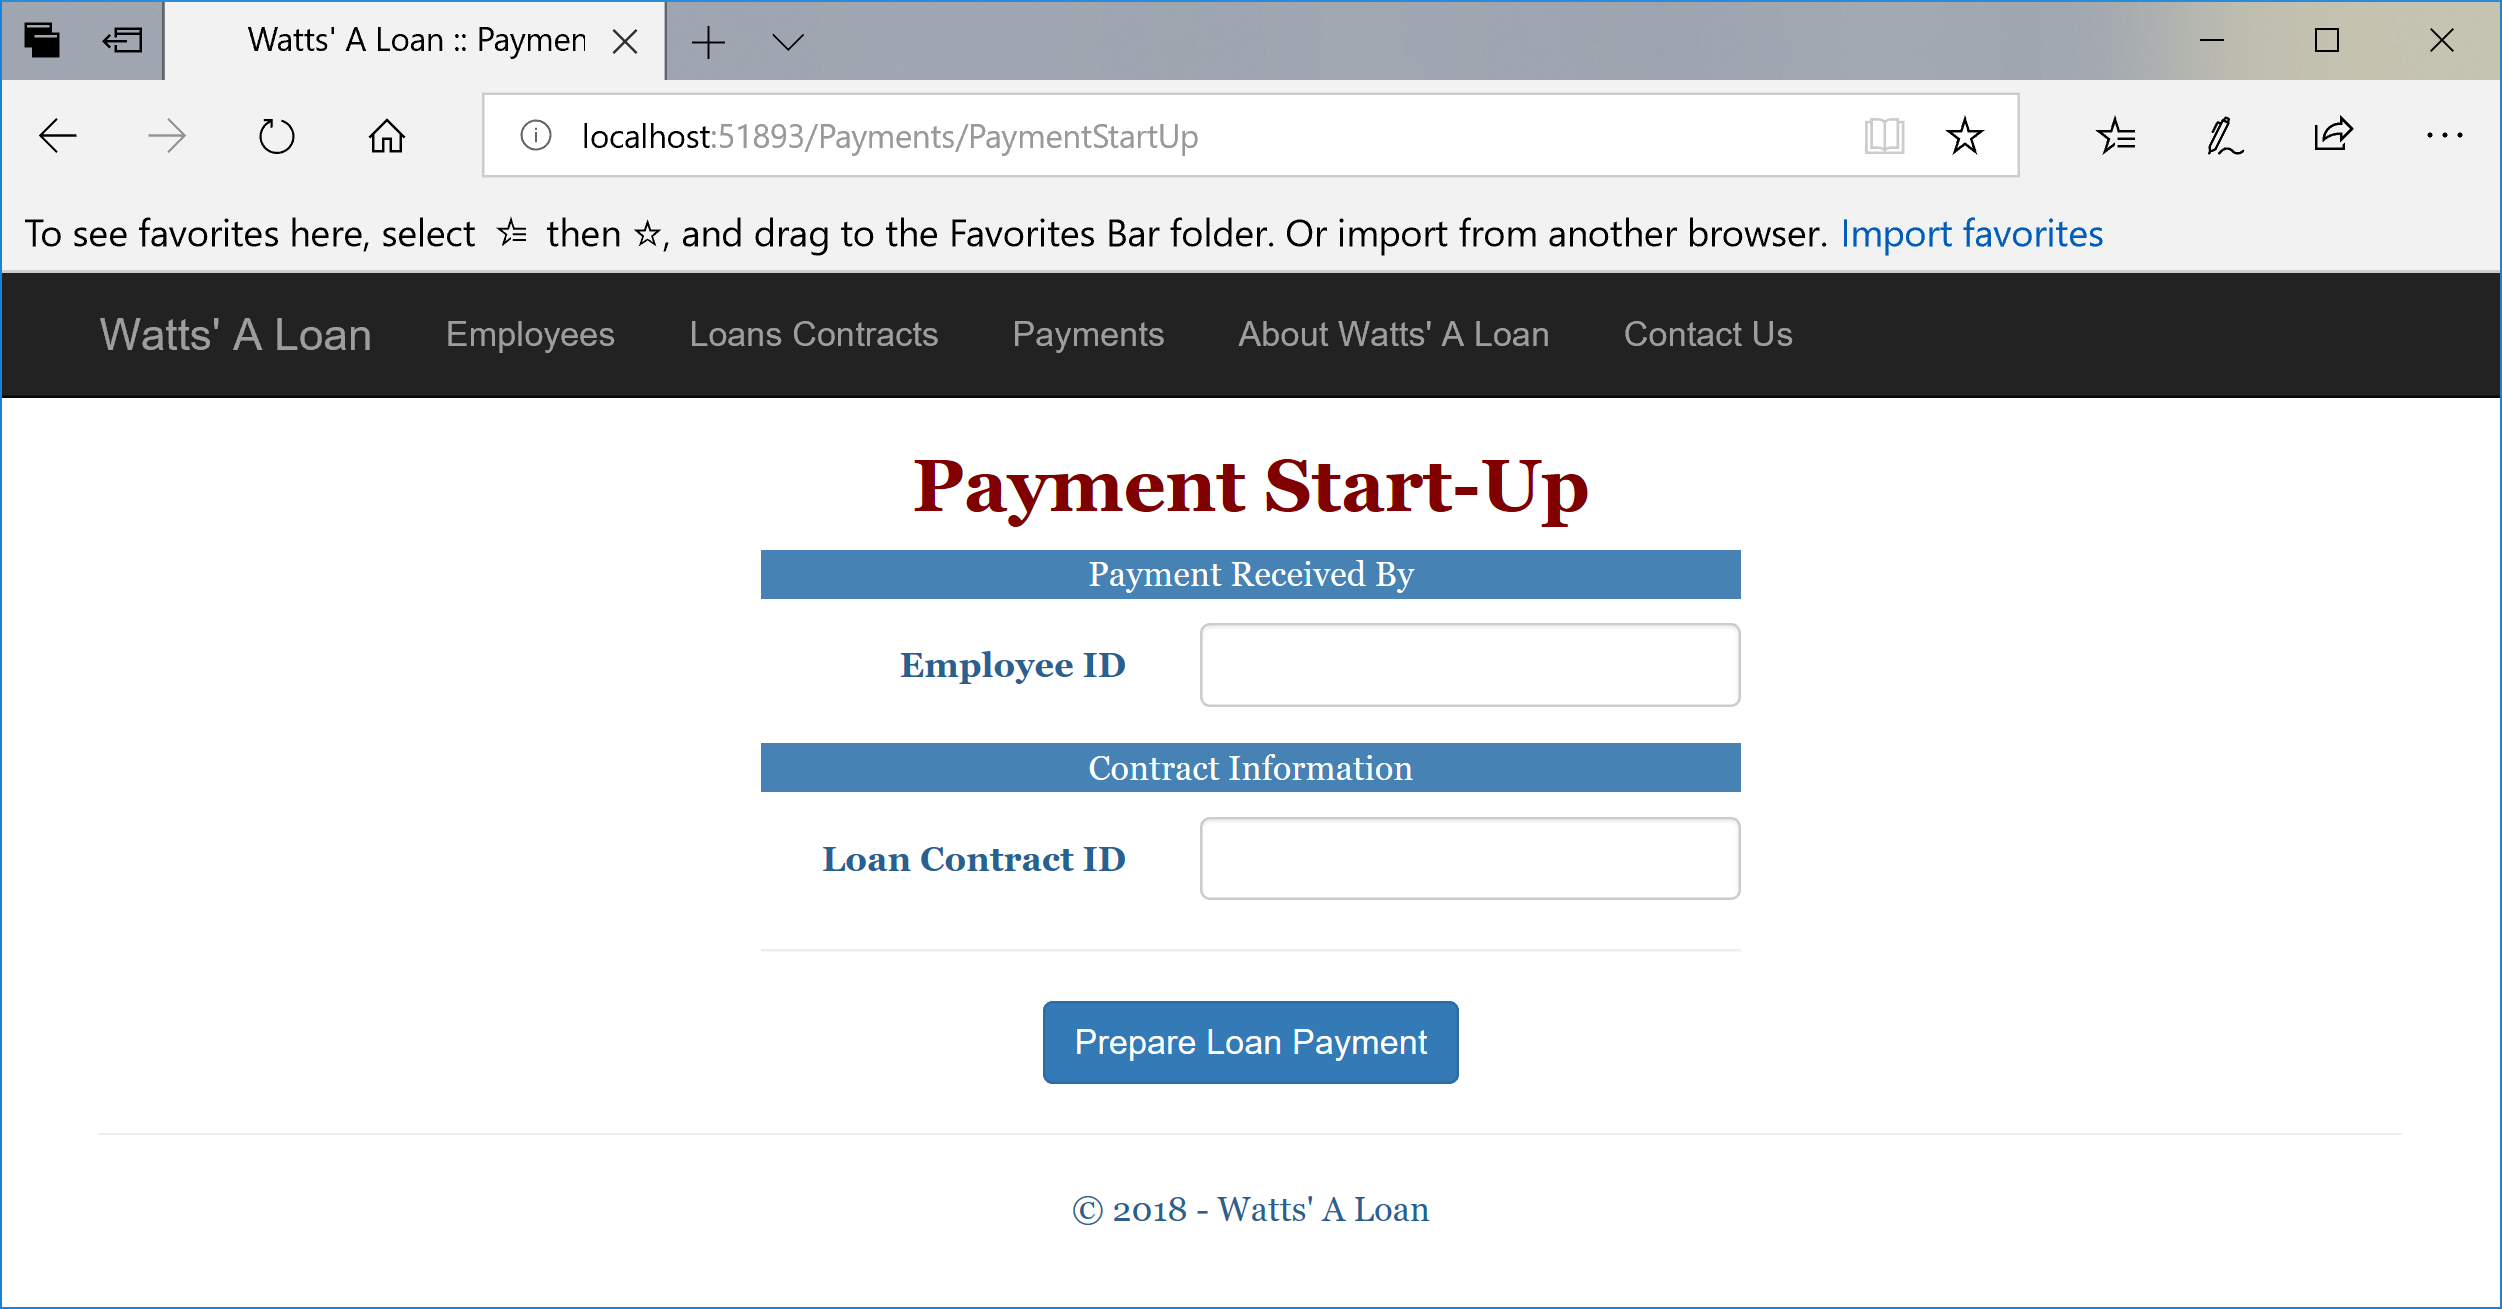 Watts' A Loan :: Paymen
localhost:51893/Payments/PaymentStartUp
To see favorites here, select then , and drag to the Favorites Bar folder. Or import from another browser. Import favorites
Watts' A Loan Employees Loans Contracts Payments About Watts' A Loan Contact Us
Payment Start-Up
Payment Received By
Employee ID
Contract Information
Loan Contract ID
Prepare Loan Payment
© 2018 - Watts' A Loan